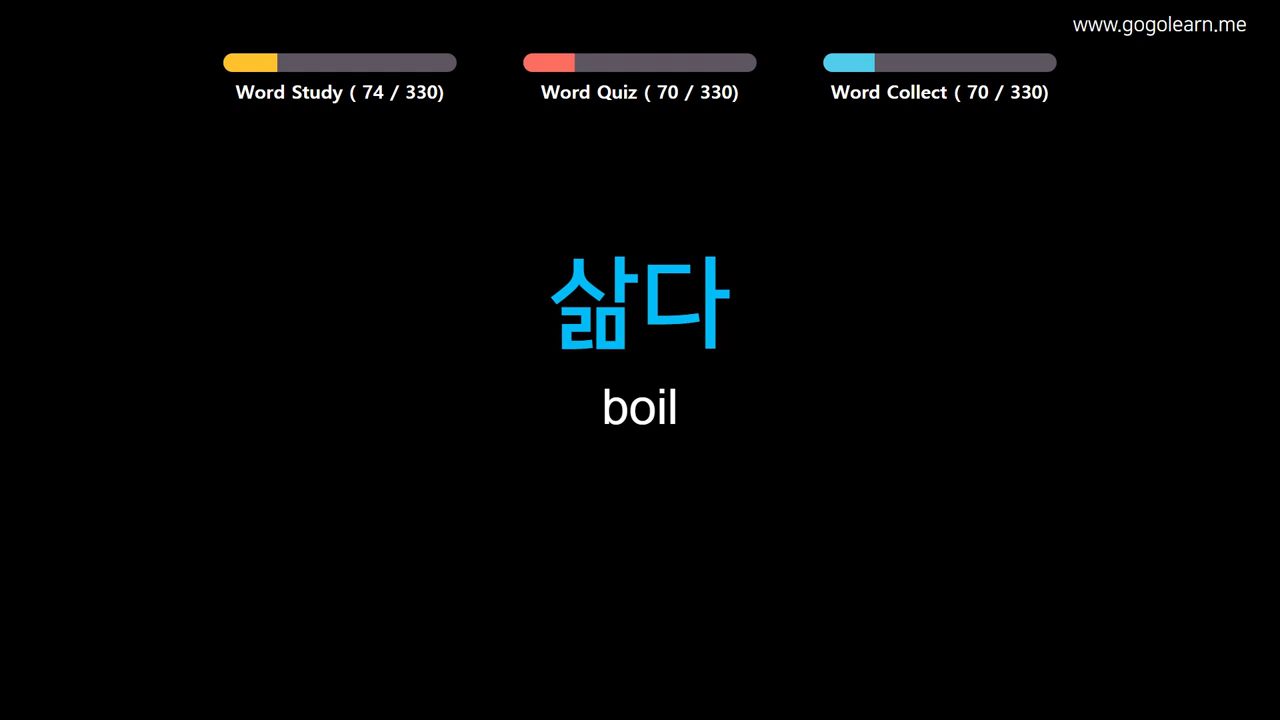 www.gogolearn.me
Word Study ( 74 / 330)
Word Quiz ( 70 / 330)
Word Collect ( 70 / 330)
삶다
boil